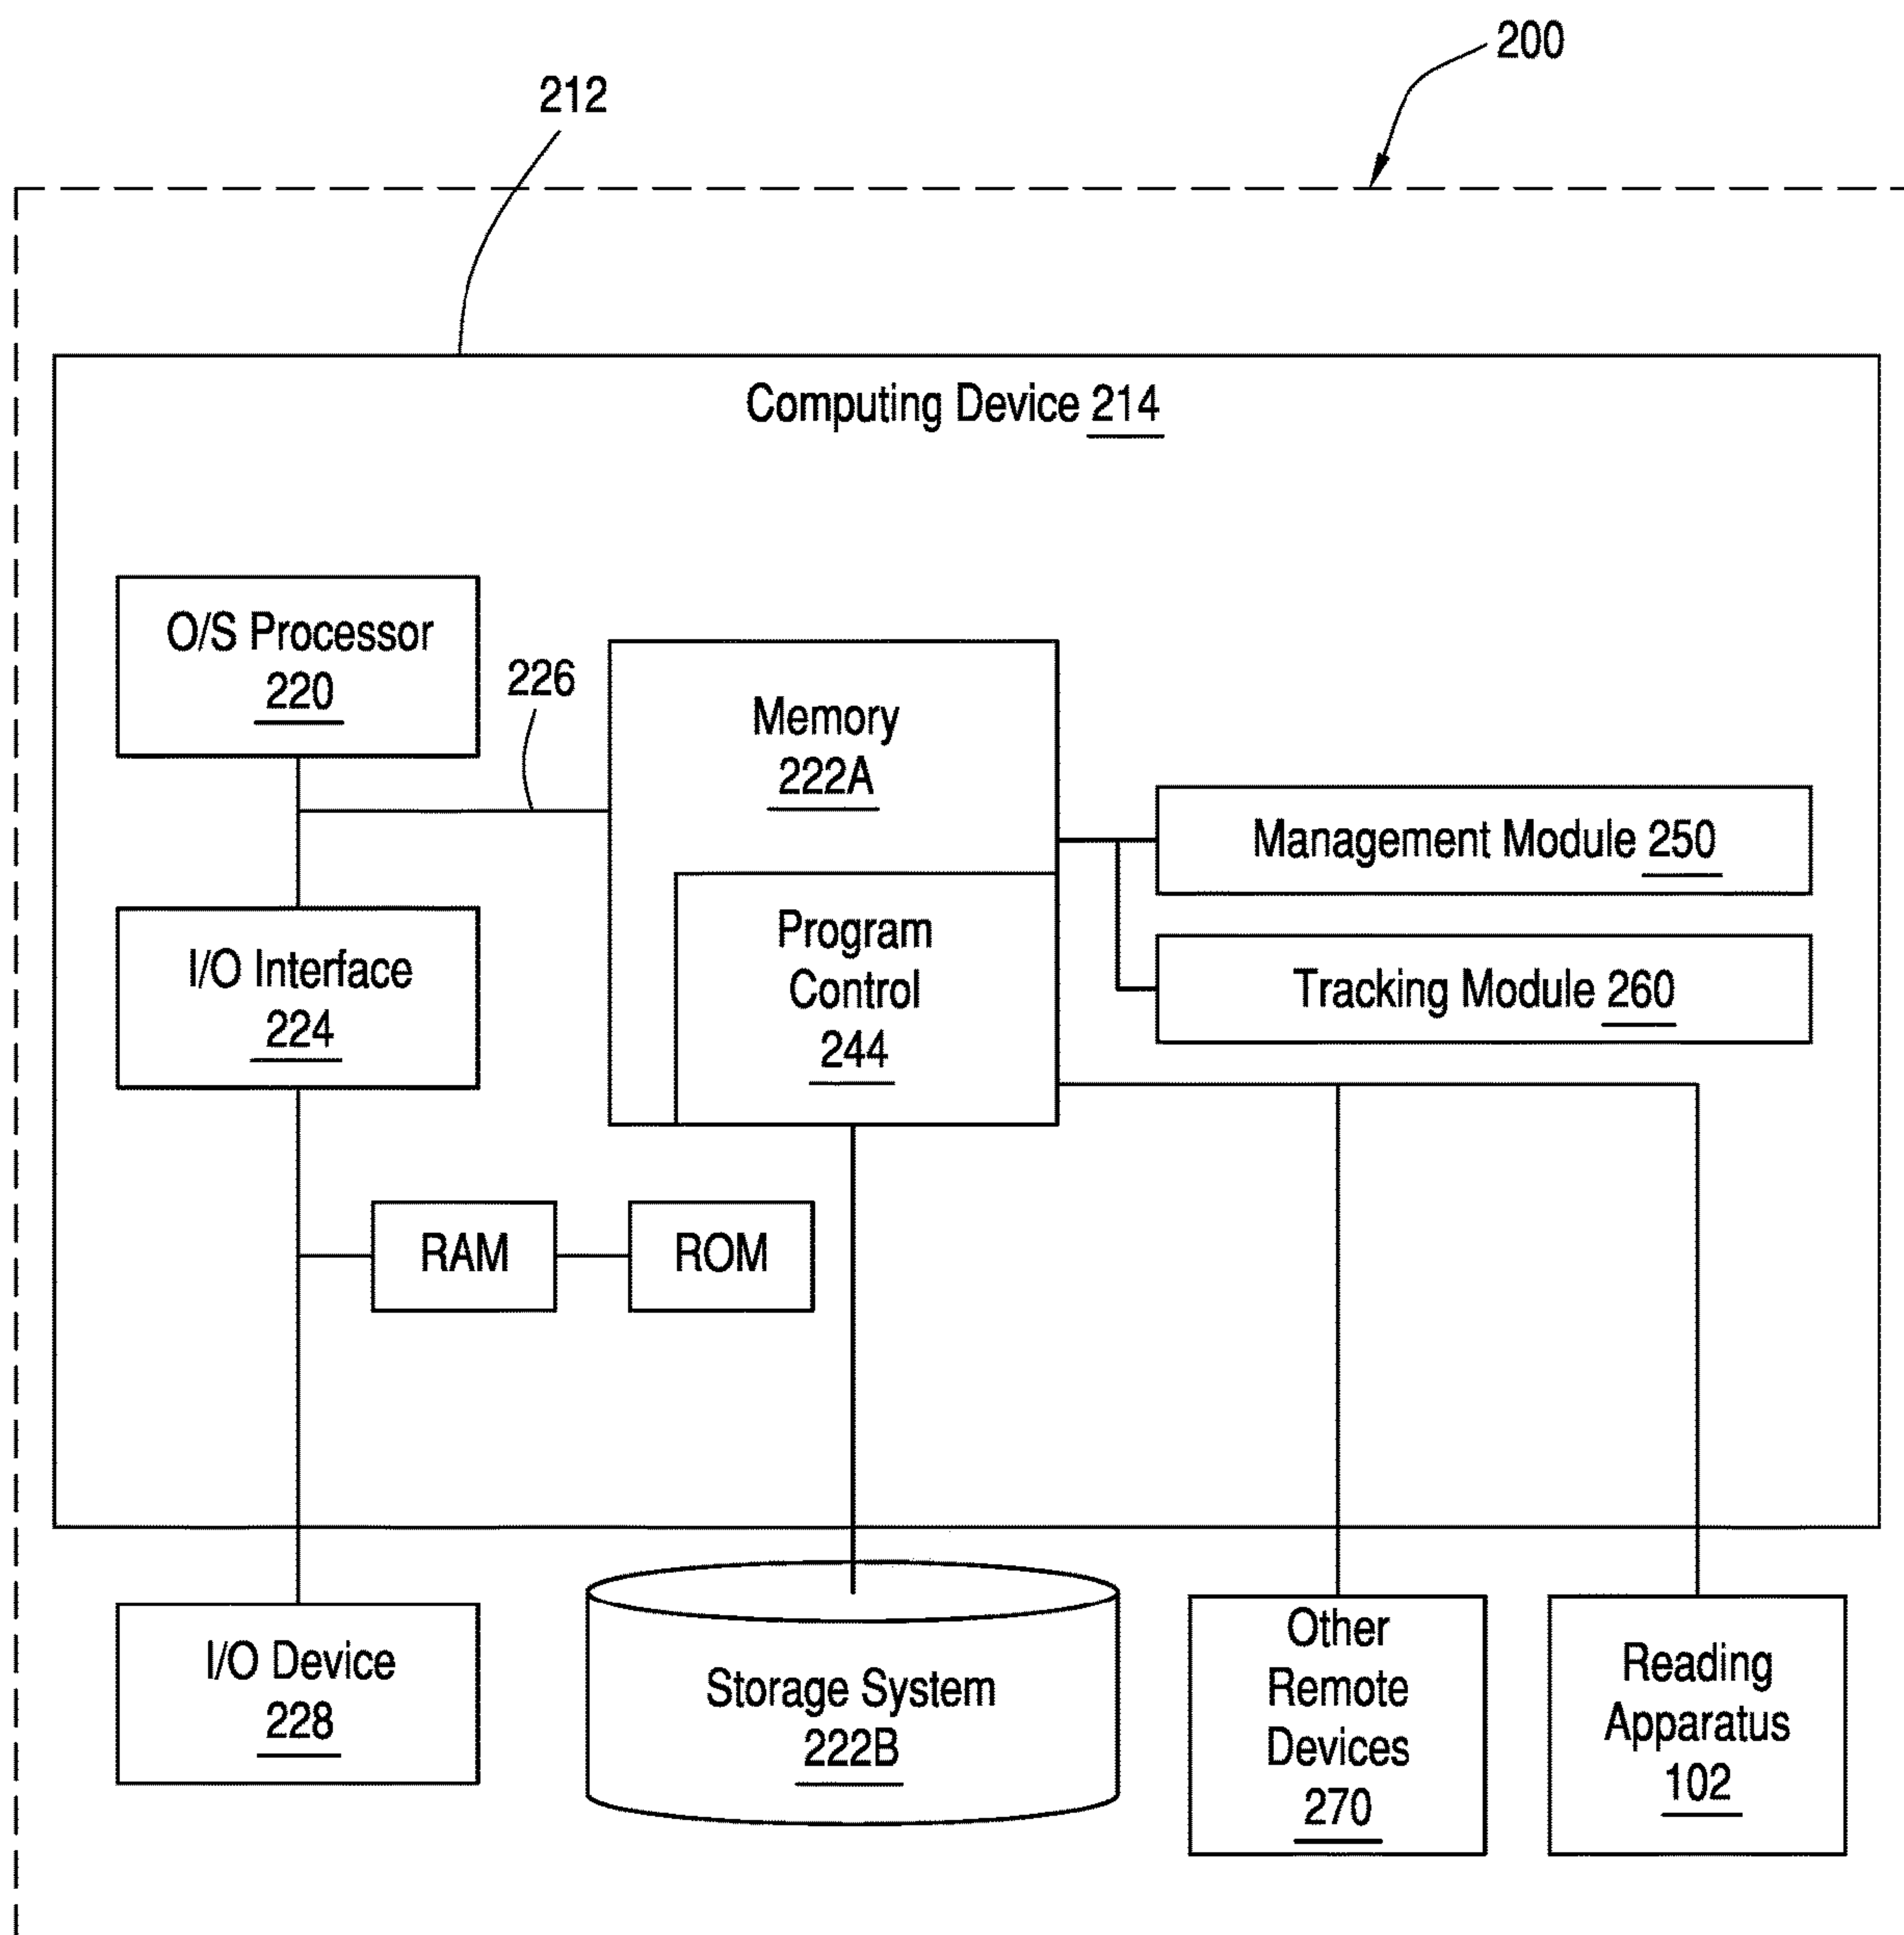 200
212
Computing Device 214
O/S Processor
220
226
Memory
222A
Management Module 250
Program
Control
244
I/O Interface
224
Tracking Module 260
RAM
ROM
I/O Device
228
Storage System
222B
Other
Remote
Devices
270
Reading
Apparatus
102